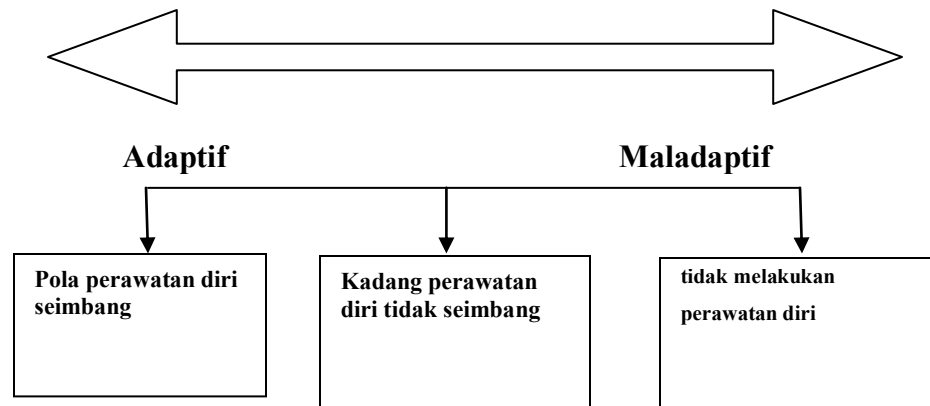 Adaptif
Maladaptif
Pola perawatan diri
seimbang
Kadang perawatan
diri tidak seimbang
tidak melakukan
perawatan diri